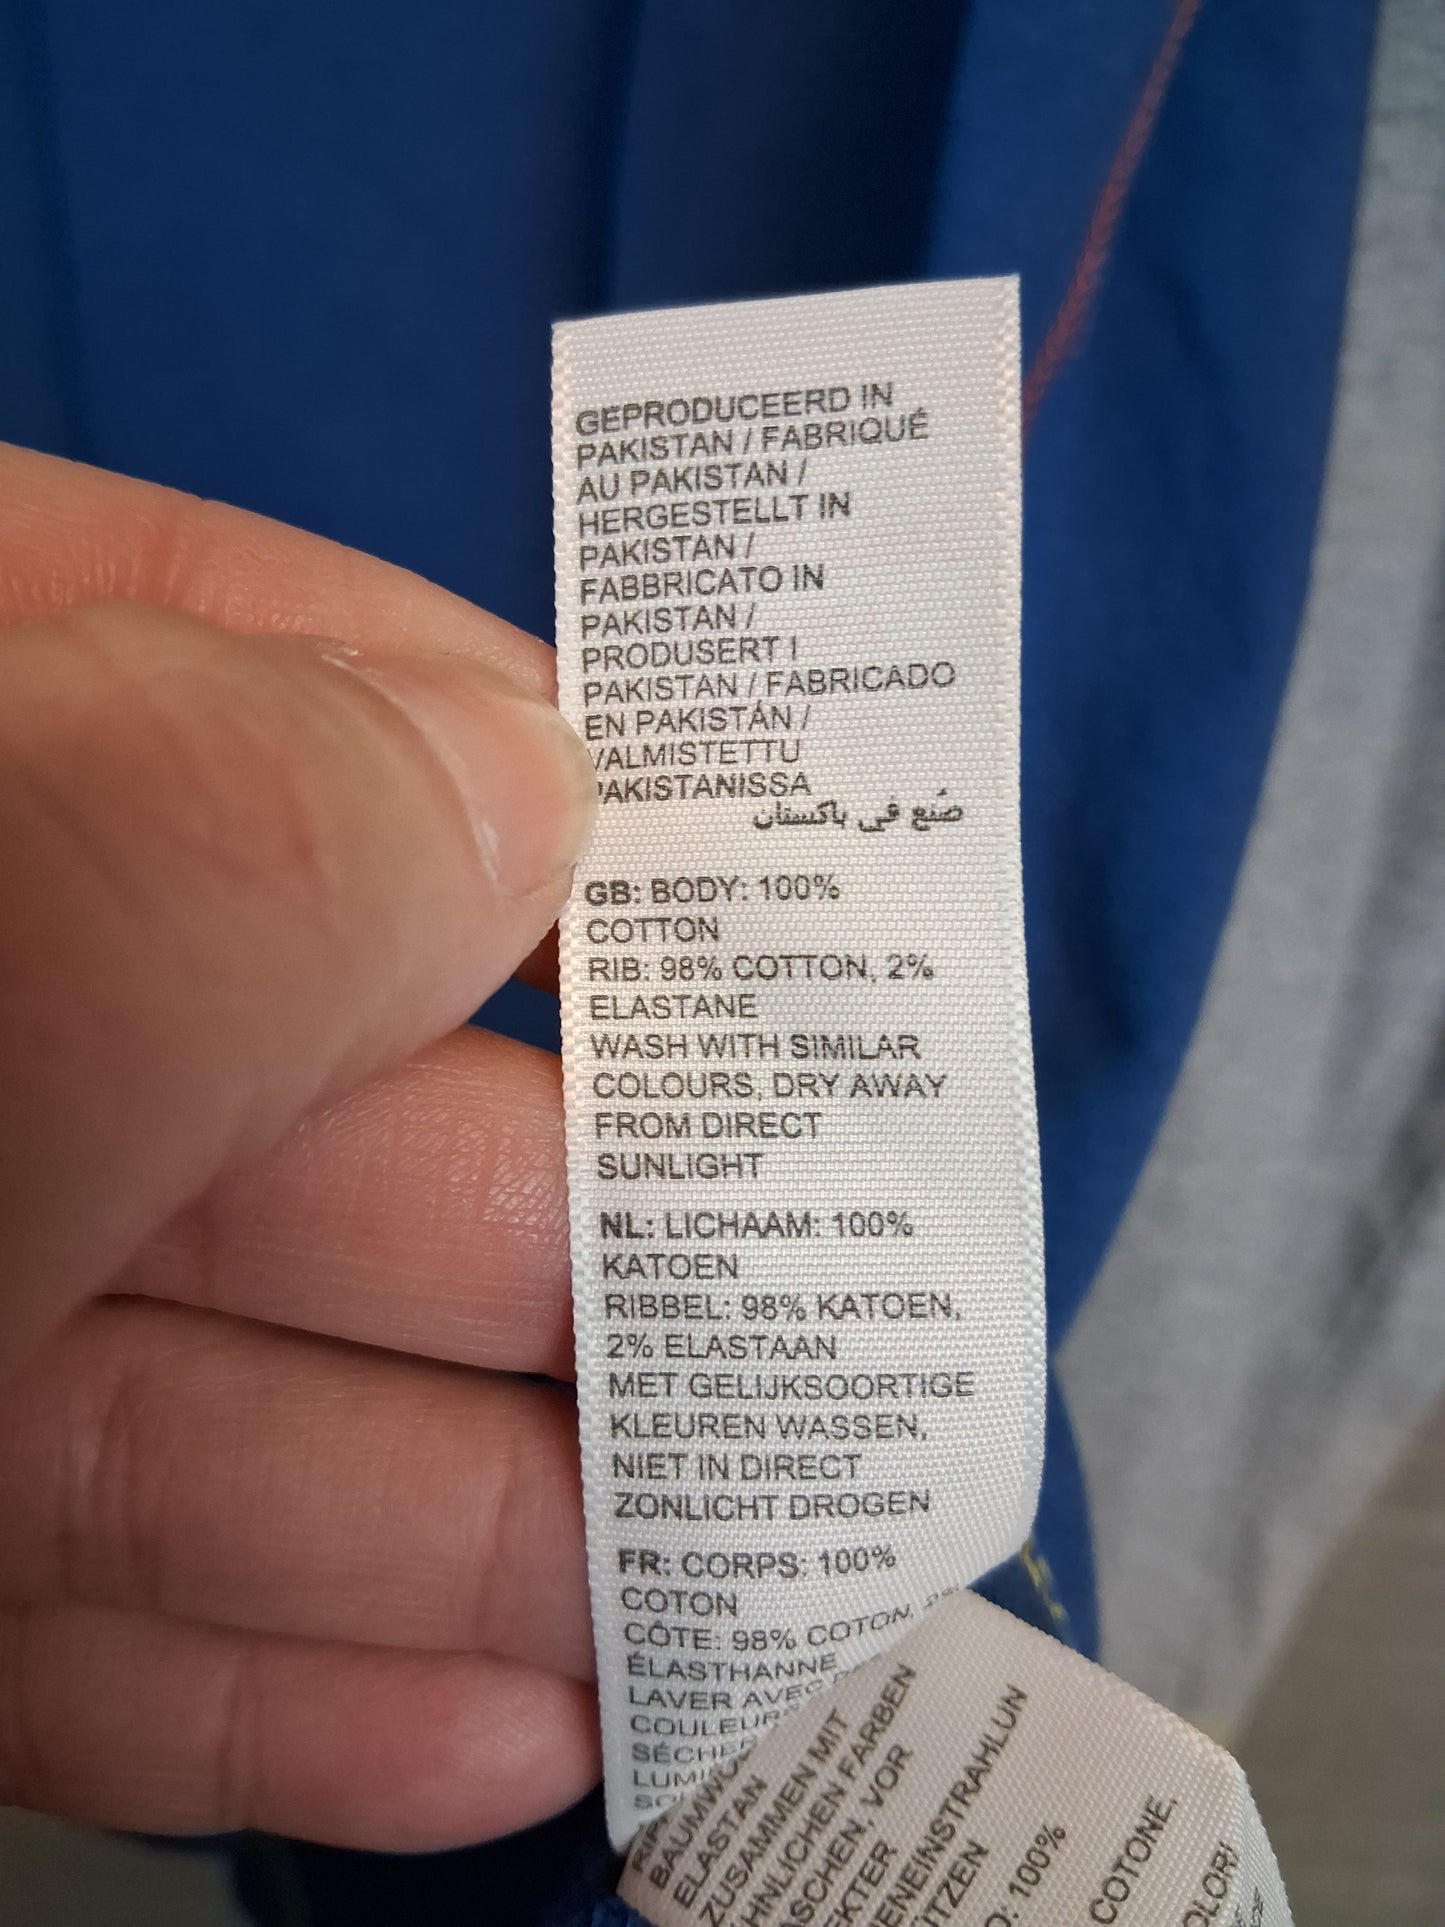 GEPRODUCEERD IN
PAKISTAN / FABRIQUÉ
AU PAKISTAN /
HERGESTELLT IN
PAKISTAN /
FABBRICATO IN
PAKISTAN /
PRODUSERT I
PAKISTAN / FABRICADO
EN PAKISTÁN /
VALMISTETTU
PAKISTANISSA
صُنع في باكستان
GB: BODY: 100%
COTTON
RIB: 98% COTTON, 2%
ELASTANE
WASH WITH SIMILAR
COLOURS, DRY AWAY
FROM DIRECT
SUNLIGHT
NL: LICHAAM: 100%
KATOEN
RIBBEL: 98% KATOEN,
2% ELASTAAN
MET GELIJKSOORTIGE
KLEUREN WASSEN,
NIET IN DIRECT
ZONLICHT DROGEN
FR: CORPS: 100%
COTON
CÔTE: 98% COTON, 2%
ÉLASTHANNE
LAVER AVEC
COULEURS
ELASTAN
ZUSAMMEN MIT
FARBEN
VOR
100%
COTONE,